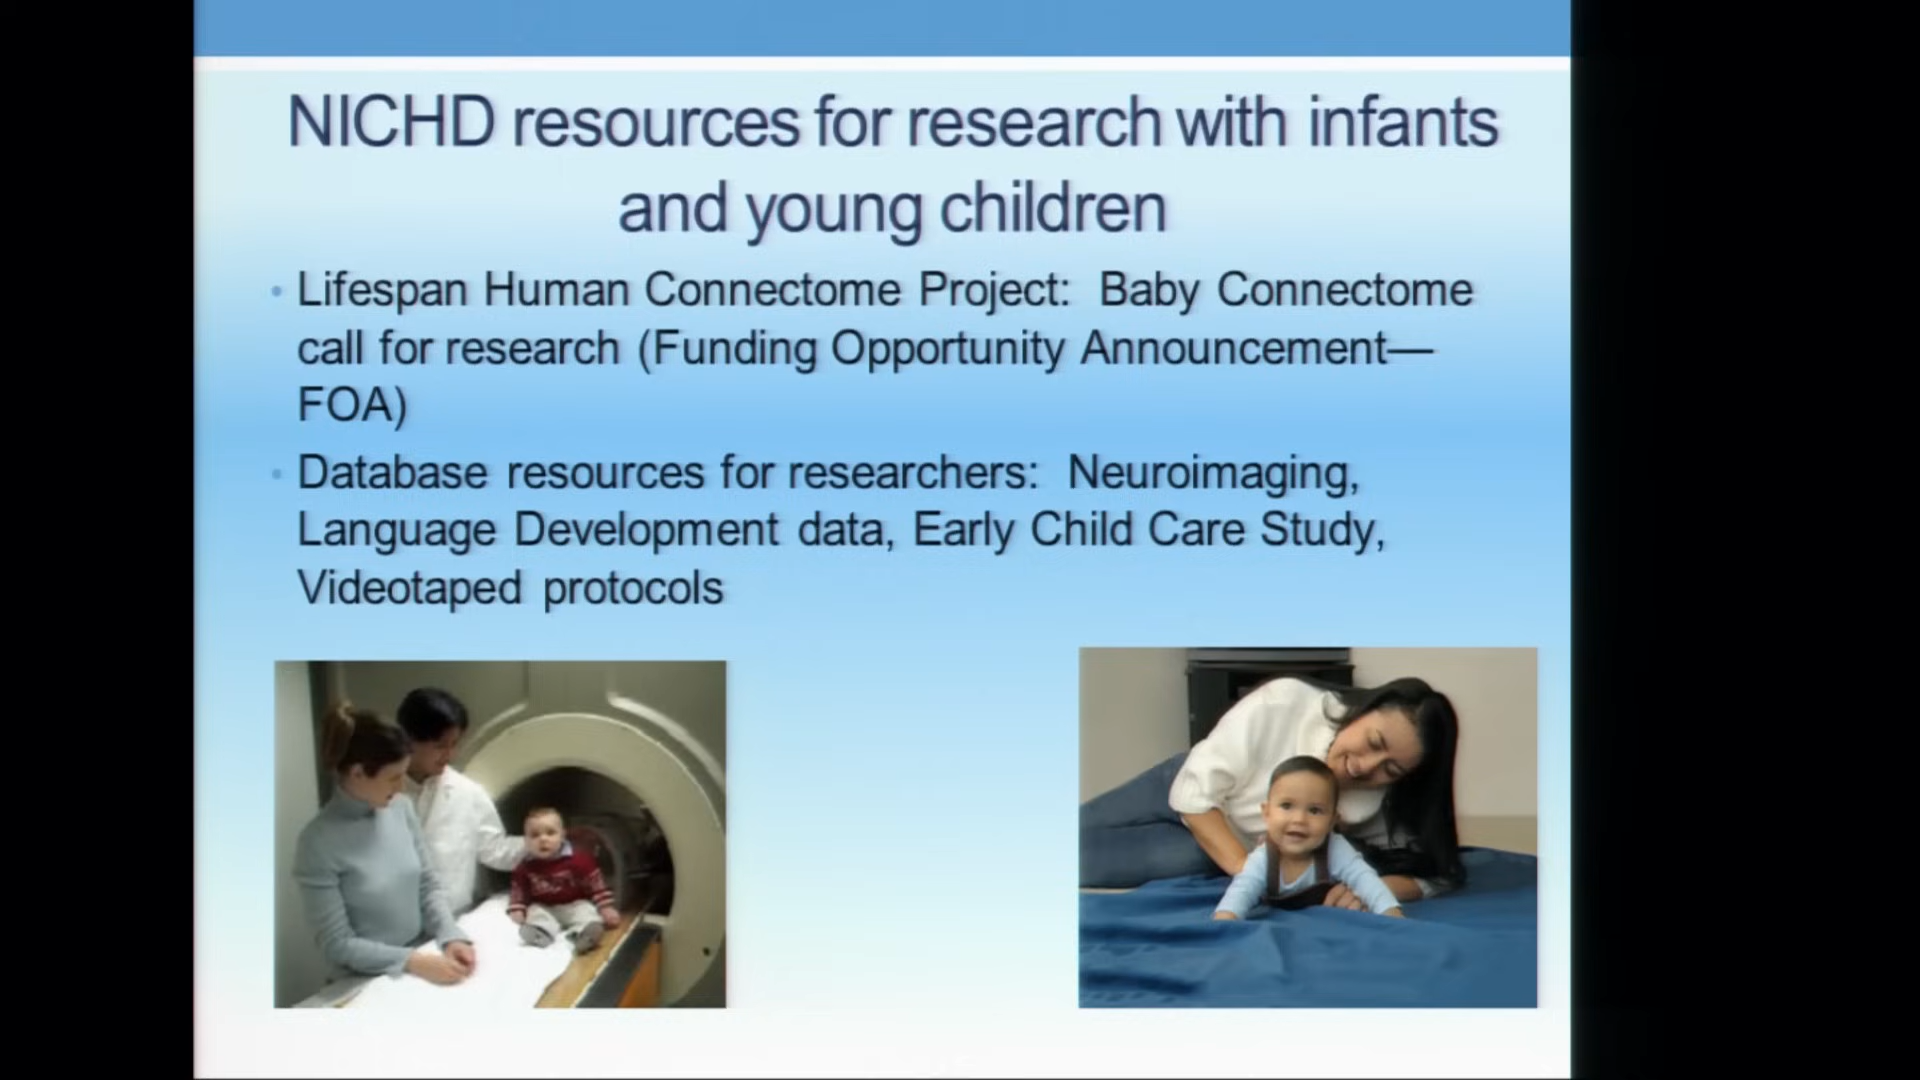 NICHD resources for research with infants
and young children
• Lifespan Human Connectome Project: Baby Connectome
call for research (Funding Opportunity Announcement—
FOA)
• Database resources for researchers: Neuroimaging,
Language Development data, Early Child Care Study,
Videotaped protocols